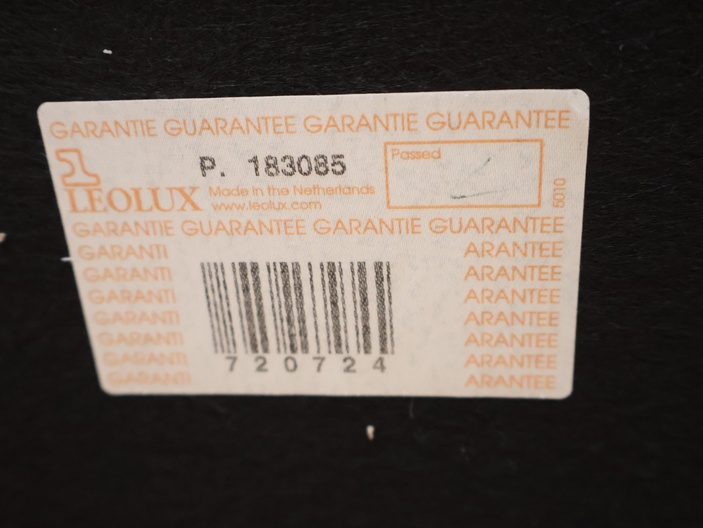 GARANTIE GUARANTEE GARANTIE GUARANTEE
P. 183085
Passed
LEOLUX
Made in the Netherlands
www.leolux.com
6010
GARANTIE GUARANTEE GARANTIE GUARANTEE
GARANTI ARANTEE
GARANTI ARANTEE
GARANTI ARANTEE
GARANTI ARANTEE
GARANTI ARANTEE
GARANTI ARANTEE
GARANTI ARANTEE
720724